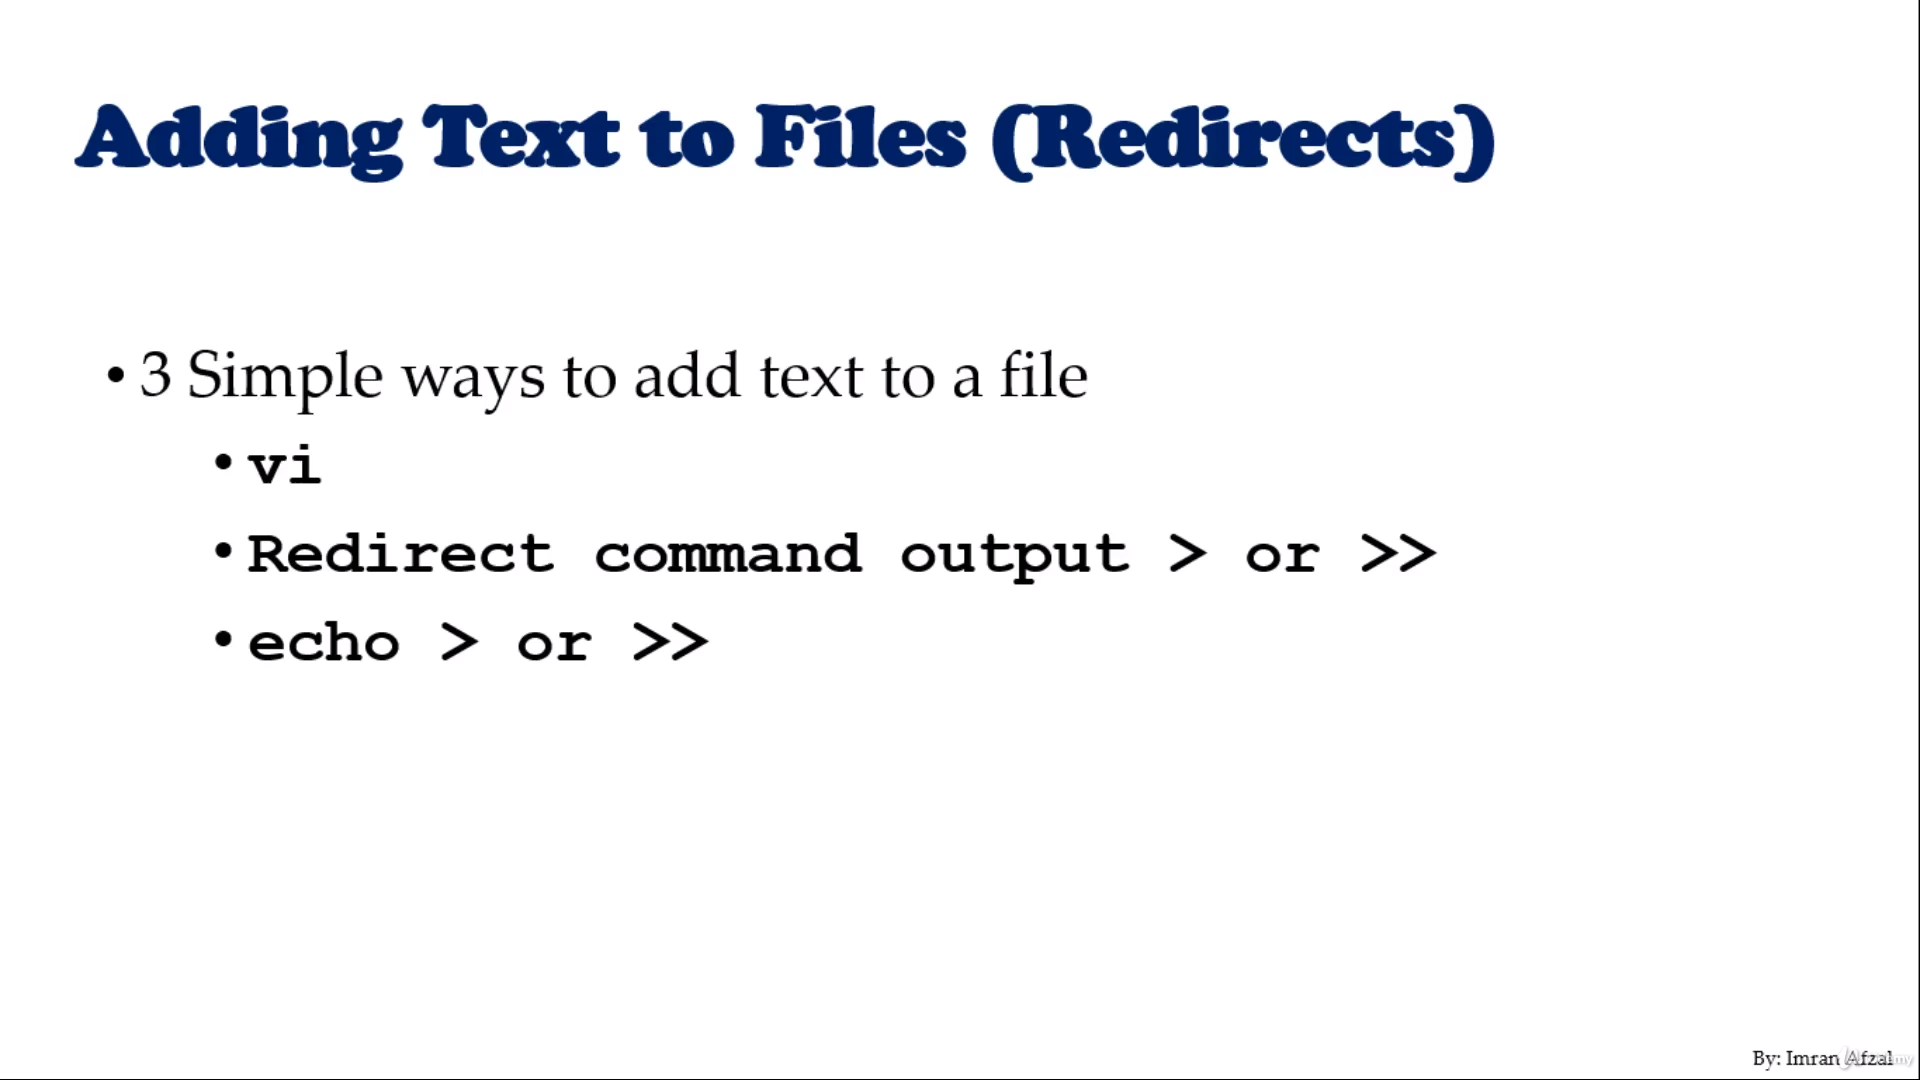 Adding Text to Files (Redirects)
• 3 Simple ways to add text to a file
• vi
• Redirect command output > or >>
• echo > or >>
By: Imran Afzal